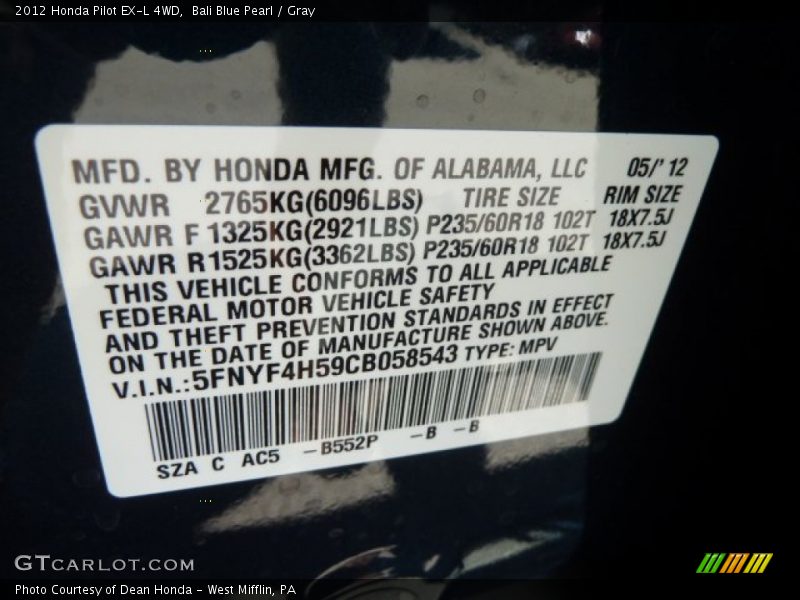 2012 Honda Pilot EX-L 4WD,  Bali Blue Pearl / Gray
MFD. BY HONDA MFG. OF ALABAMA, LLC 05/'12
GVWR 2765KG(6096LBS) TIRE SIZE RIM SIZE
GAWR F 1325KG(2921LBS) P235/60R18 102T 18X7.5J
GAWR R 1525KG(3362LBS) P235/60R18 102T 18X7.5J
THIS VEHICLE CONFORMS TO ALL APPLICABLE
FEDERAL MOTOR VEHICLE SAFETY
AND THEFT PREVENTION STANDARDS IN EFFECT
ON THE DATE OF MANUFACTURE SHOWN ABOVE.
V.I.N.:5FNYF4H59CB058543 TYPE: MPV
SZA C AC5 -B552P -B -B
GTCARLOT.COM
Photo Courtesy of Dean Honda - West Mifflin, PA